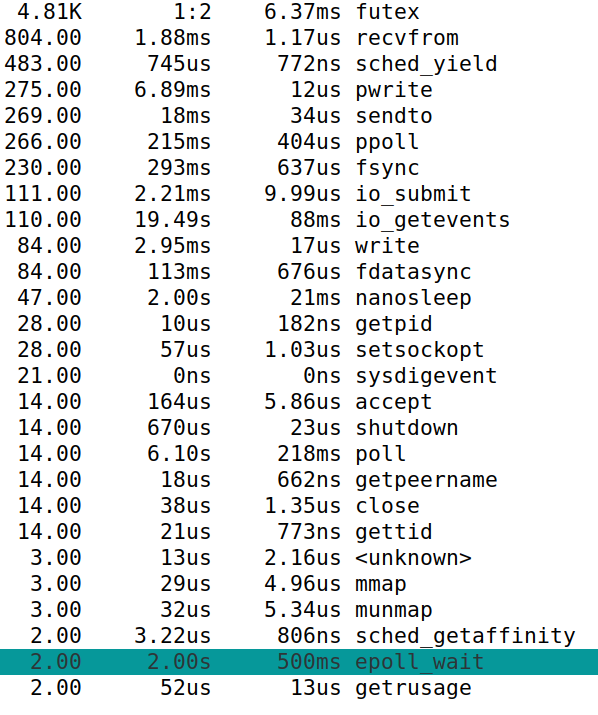 4.81K 1:2 6.37ms futex
804.00 1.88ms 1.17us recvfrom
483.00 745us 772ns sched_yield
275.00 6.89ms 12us pwrite
269.00 18ms 34us sendto
266.00 215ms 404us ppoll
230.00 293ms 637us fsync
111.00 2.21ms 9.99us io_submit
110.00 19.49s 88ms io_getevents
84.00 2.95ms 17us write
84.00 113ms 676us fdatasync
47.00 2.00s 21ms nanosleep
28.00 10us 182ns getpid
28.00 57us 1.03us setsockopt
21.00 0ns 0ns sysdigevent
14.00 164us 5.86us accept
14.00 670us 23us shutdown
14.00 6.10s 218ms poll
14.00 18us 662ns getpeername
14.00 38us 1.35us close
14.00 21us 773ns gettid
3.00 13us 2.16us <unknown>
3.00 29us 4.96us mmap
3.00 32us 5.34us munmap
2.00 3.22us 806ns sched_getaffinity
2.00 2.00s 500ms epoll_wait
2.00 52us 13us getrusage